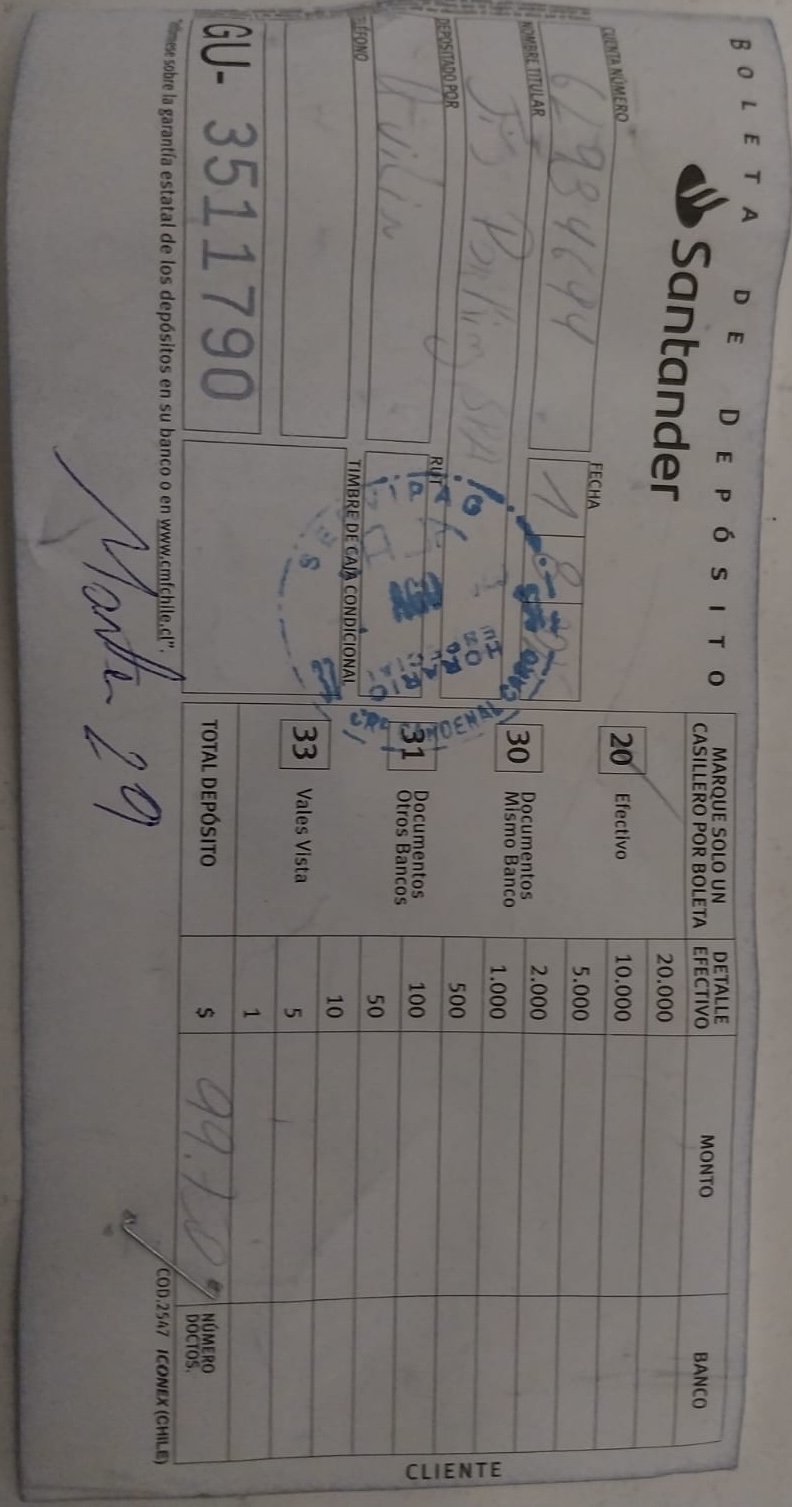 BOLETA DE DEPÓSITO
Santander
CUENTA NÚMERO
FECHA
NOMBRE TITULAR
DEPOSITADO POR
RUT
TIMBRE DE CAJA CONDICIONAL
GU- 3511790
sobre la garantía estatal de los depósitos en su banco o en www.cmfchile.cl".
Martes 29
MARQUE SOLO UN
CASILLERO POR BOLETA
20 Efectivo
30 Documentos
Mismo Banco
31 Documentos
Otros Bancos
33 Vales Vista
TOTAL DEPÓSITO
DETALLE
EFECTIVO
MONTO
BANCO
20.000
10.000
5.000
2.000
1.000
500
100
50
10
5
1
$
NÚMERO
DOCTOS.
COD.2547 ICONEX (CHILE)
CLIENTE